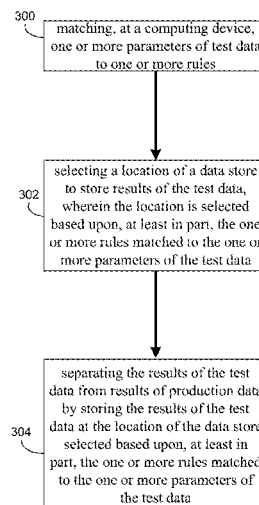 300
matching, at a computing device,
one or more parameters of test data
to one or more rules
302
selecting a location of a data store
to store results of the test data,
wherein the location is selected
based upon, at least in part, the one
or more rules matched to the one or
more parameters of the test data
304
separating the results of the test
data from results of production data
by storing the results of the test
data at the location of the data store
selected based upon, at least in
part, the one or more rules matched
to the one or more parameters of
the test data